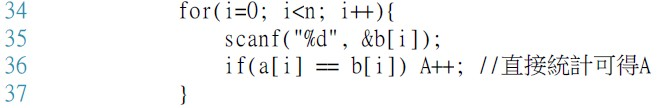 34 for(i=0; i<n; i++){
35 scanf("%d", &b[i]);
36 if(a[i] == b[i]) A++; //直接統計可得A
37 }